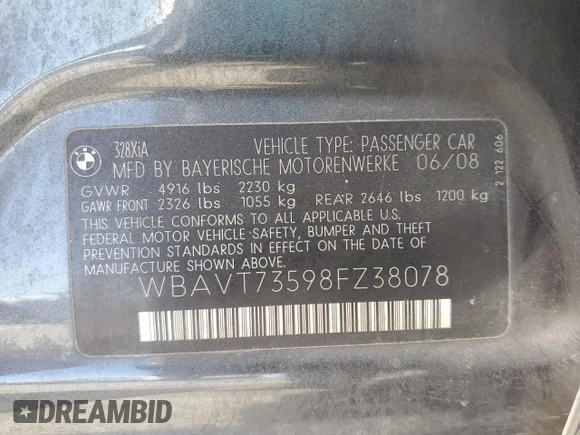 BMW
328XiA VEHICLE TYPE: PASSENGER CAR
MFD BY BAYERISCHE MOTORENWERKE 06/08
GVWR 4916 lbs 2230 kg
GAWR FRONT 2326 lbs 1055 kg REAR 2646 lbs 1200 kg
THIS VEHICLE CONFORMS TO ALL APPLICABLE U.S.
FEDERAL MOTOR VEHICLE SAFETY, BUMPER AND THEFT
PREVENTION STANDARDS IN EFFECT ON THE DATE OF
MANUFACTURE SHOWN ABOVE.
WBAVT73598FZ38078
2 122 606
DREAMBID